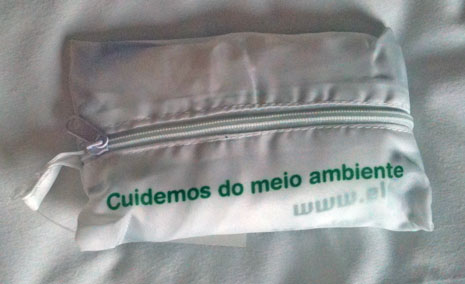 Cuidemos do meio ambiente